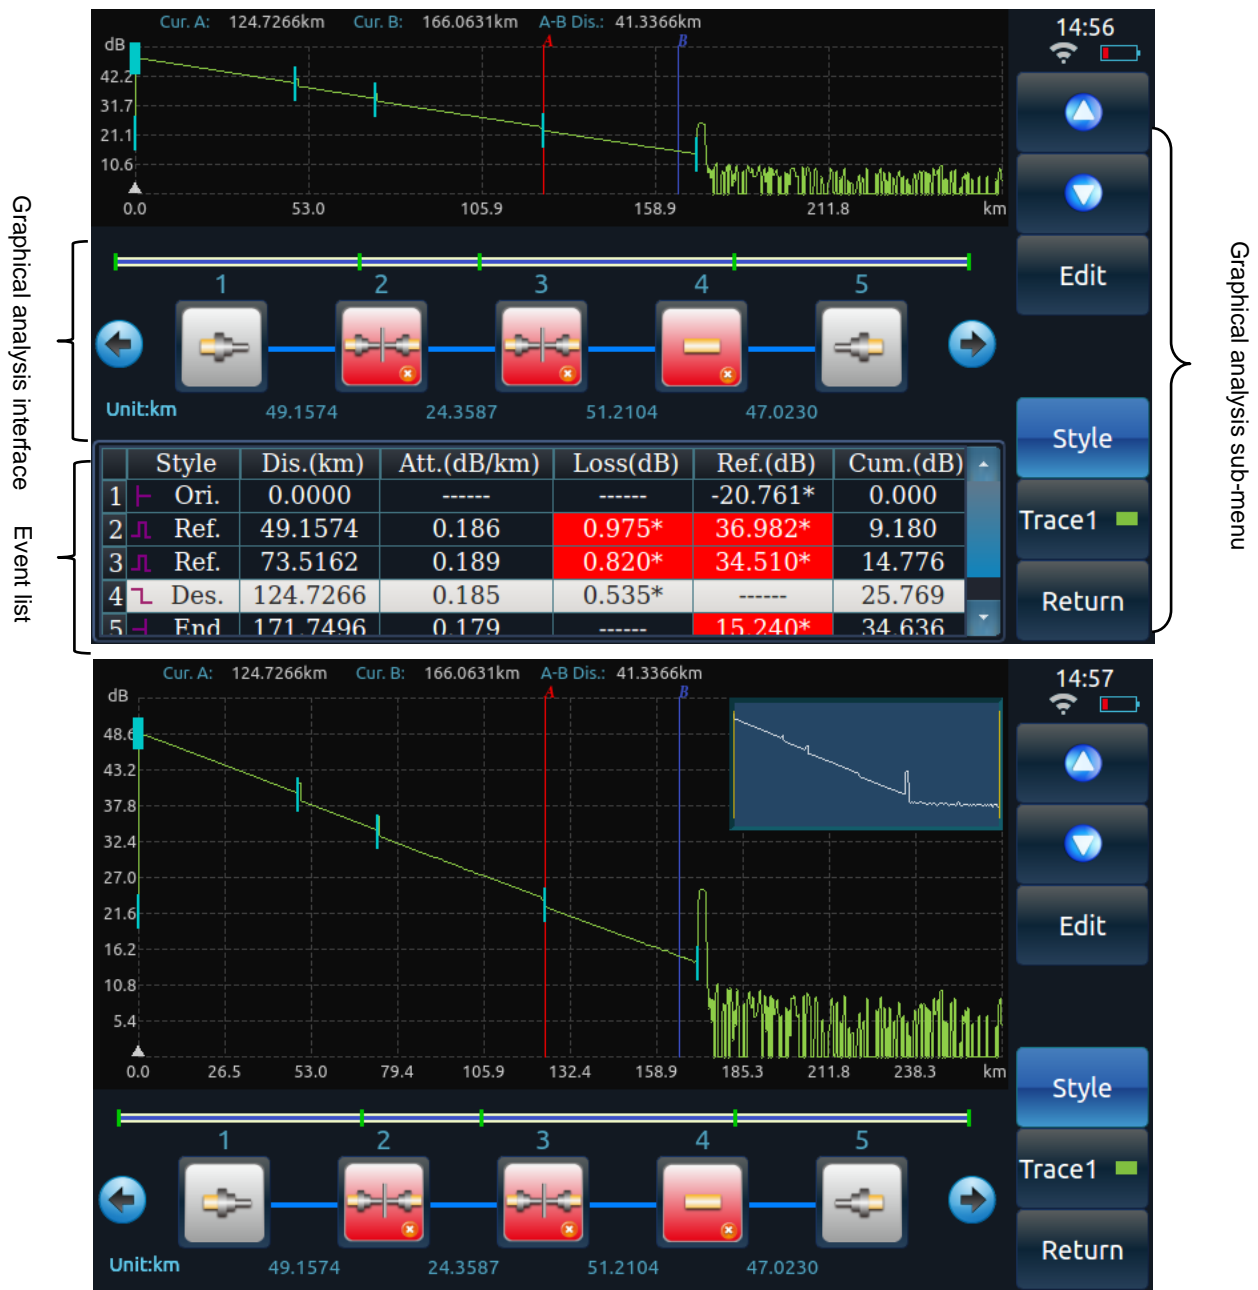 Cur. A: 124.7266km Cur. B: 166.0631km A-B Dis.: 41.3366km
14:56
dB
A
B
42.2
31.7
21.1
10.6
0.0 53.0 105.9 158.9 211.8 km
Graphical analysis interface
1 2 3 4 5
Unit:km 49.1574 24.3587 51.2104 47.0230
Event list
Style Dis.(km) Att.(dB/km) Loss(dB) Ref.(dB) Cum.(dB)
1 Ori. 0.0000 ------ ------ -20.761* 0.000
2 Ref. 49.1574 0.186 0.975* 36.982* 9.180
3 Ref. 73.5162 0.189 0.820* 34.510* 14.776
4 Des. 124.7266 0.185 0.535* ------ 25.769
5 End 171.7496 0.179 ------ 15.240* 34.636
Edit
Style
Trace1
Return
Graphical analysis sub-menu
Cur. A: 124.7266km Cur. B: 166.0631km A-B Dis.: 41.3366km
14:57
dB
A
B
48.6
43.2
37.8
32.4
27.0
21.6
16.2
10.8
5.4
0.0 26.5 53.0 79.4 105.9 132.4 158.9 185.3 211.8 238.3 km
1 2 3 4 5
Unit:km 49.1574 24.3587 51.2104 47.0230
Edit
Style
Trace1
Return